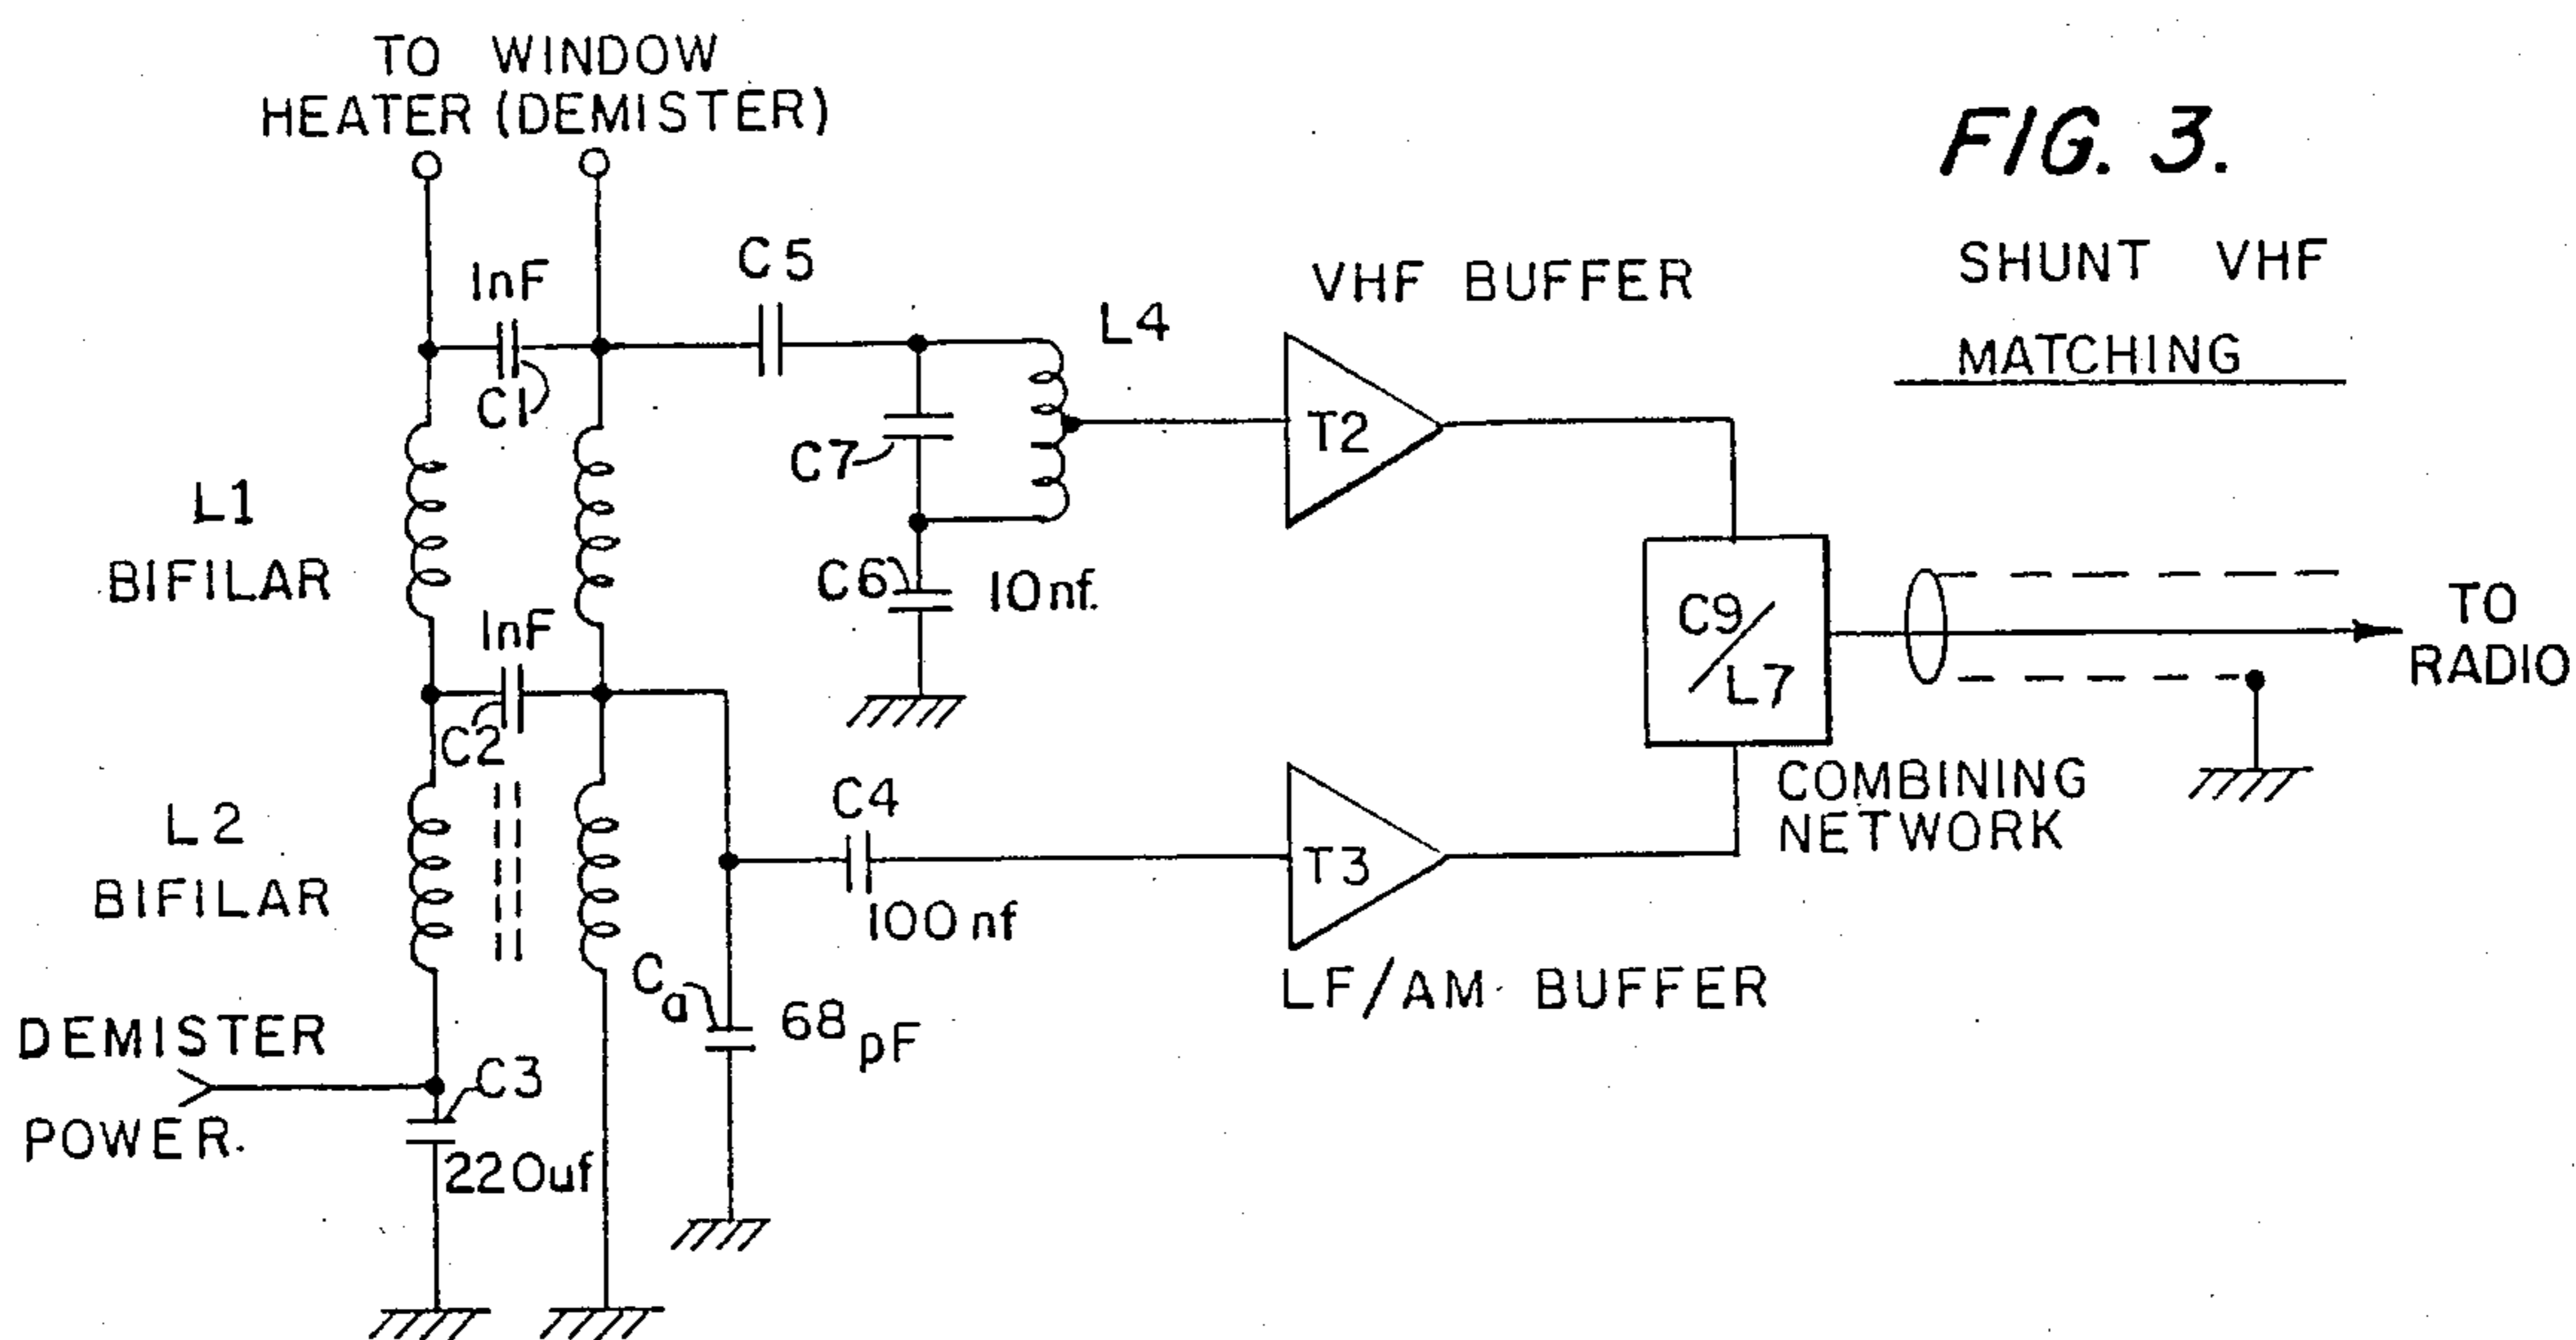 TO WINDOW
HEATER (DEMISTER)
FIG. 3.
SHUNT VHF
MATCHING
1nF
C1
C5
L4
VHF BUFFER
C7
T2
L1
BIFILAR
C6
10nf.
1nF
C2
C9/L7
TO
RADIO
COMBINING
NETWORK
L2
BIFILAR
C4
100nf
T3
LF/AM BUFFER
Ca
68pF
DEMISTER
POWER.
C3
220uf